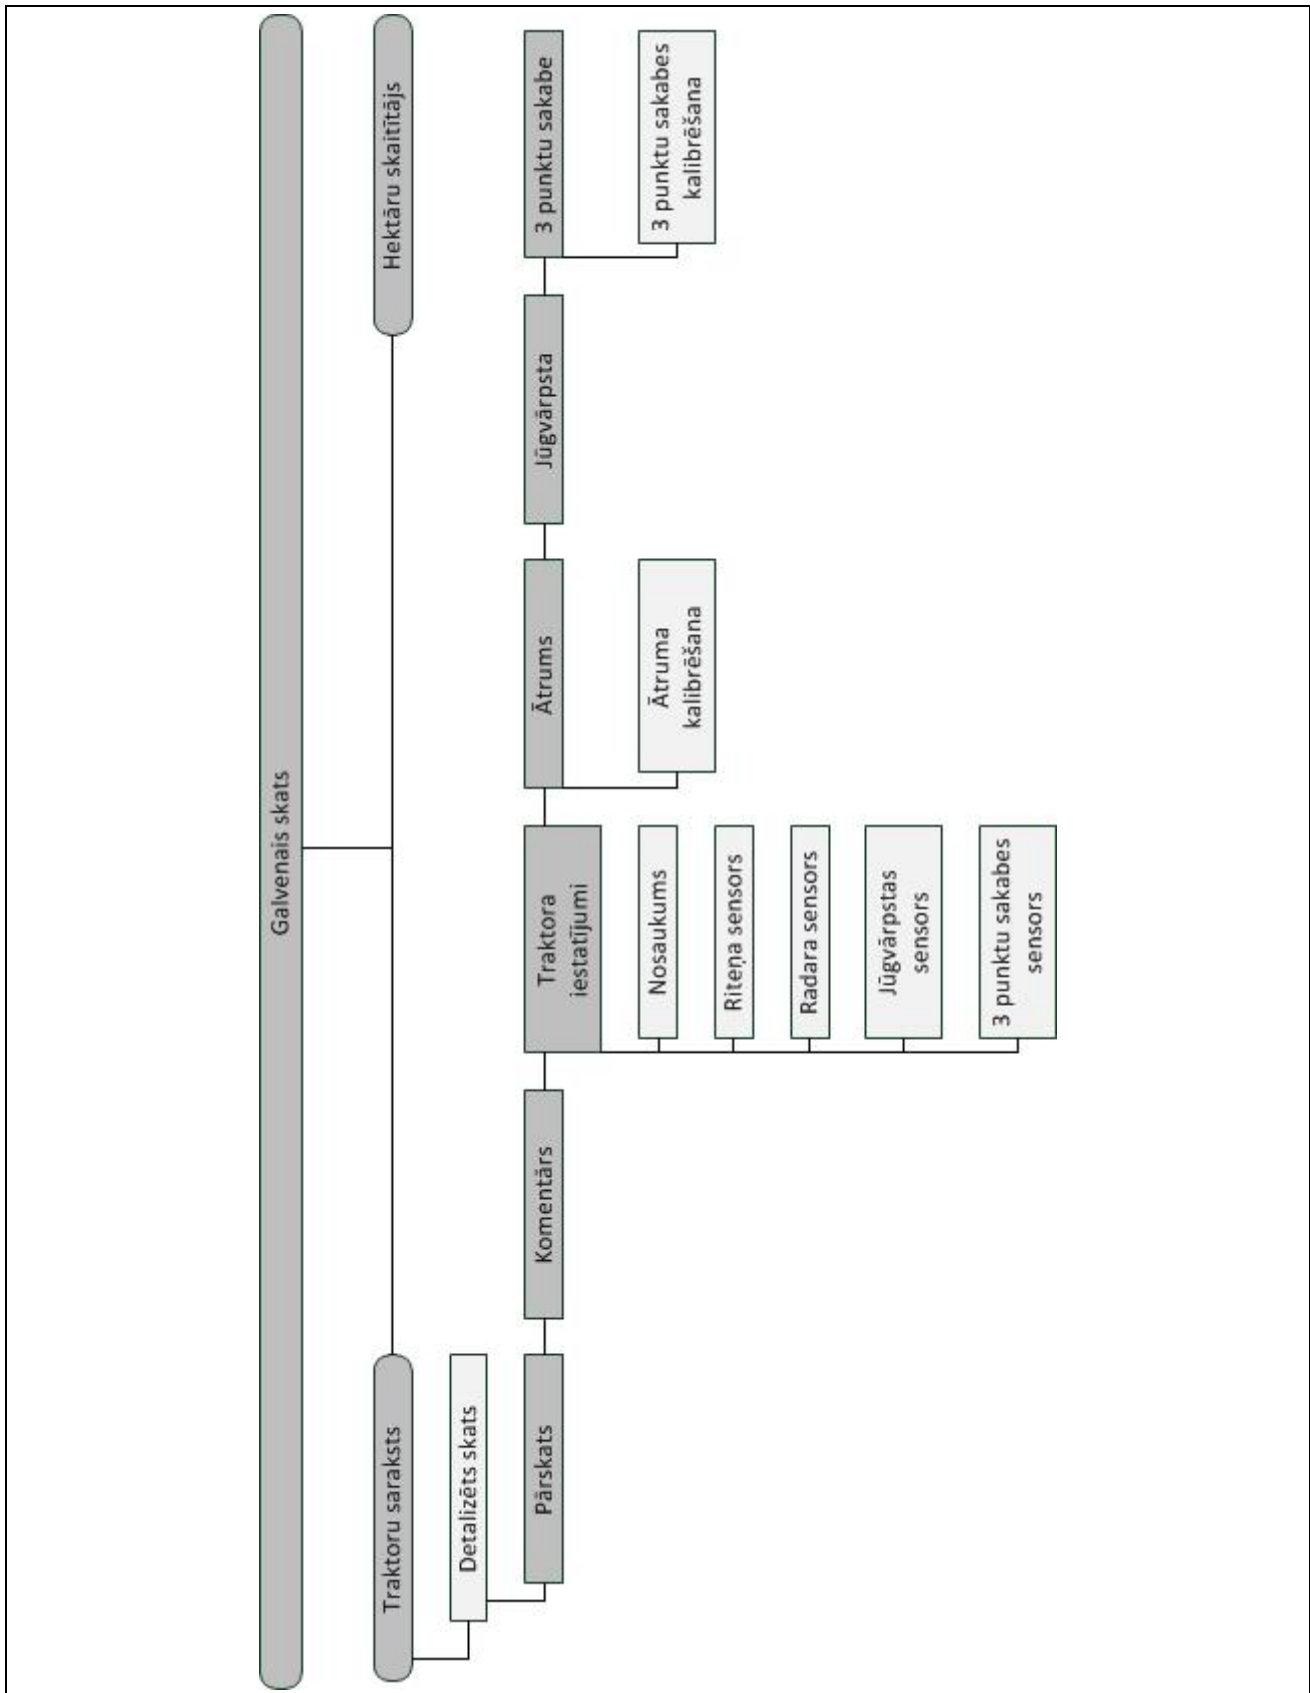 Galvenais skats
Traktoru saraksts
Hektāru skaitītājs
Detalizēts skats
Pārskats
Komentārs
Traktora
iestatījumi
Nosaukums
Riteņa sensors
Radara sensors
Jūgvārpstas
sensors
3 punktu sakabes
sensors
Ātrums
Ātruma
kalibrēšana
Jūgvārpsta
3 punktu sakabe
3 punktu sakabes
kalibrēšana